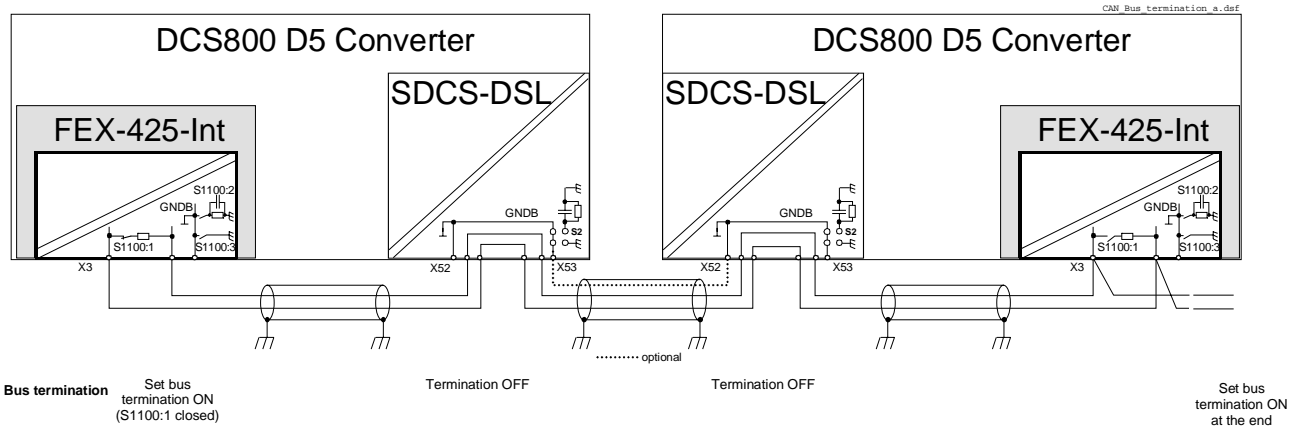 CAN_Bus_termination_a.dsf
DCS800 D5 Converter
DCS800 D5 Converter
SDCS-DSL
SDCS-DSL
FEX-425-Int
FEX-425-Int
S1100:2
GNDB
S1100:1
S1100:3
X3
GNDB
S2
X52
X53
GNDB
S2
X52
X53
S1100:2
GNDB
S1100:1
S1100:3
X3
optional
Bus termination
Set bus
termination ON
(S1100:1 closed)
Termination OFF
Termination OFF
Set bus
termination ON
at the end